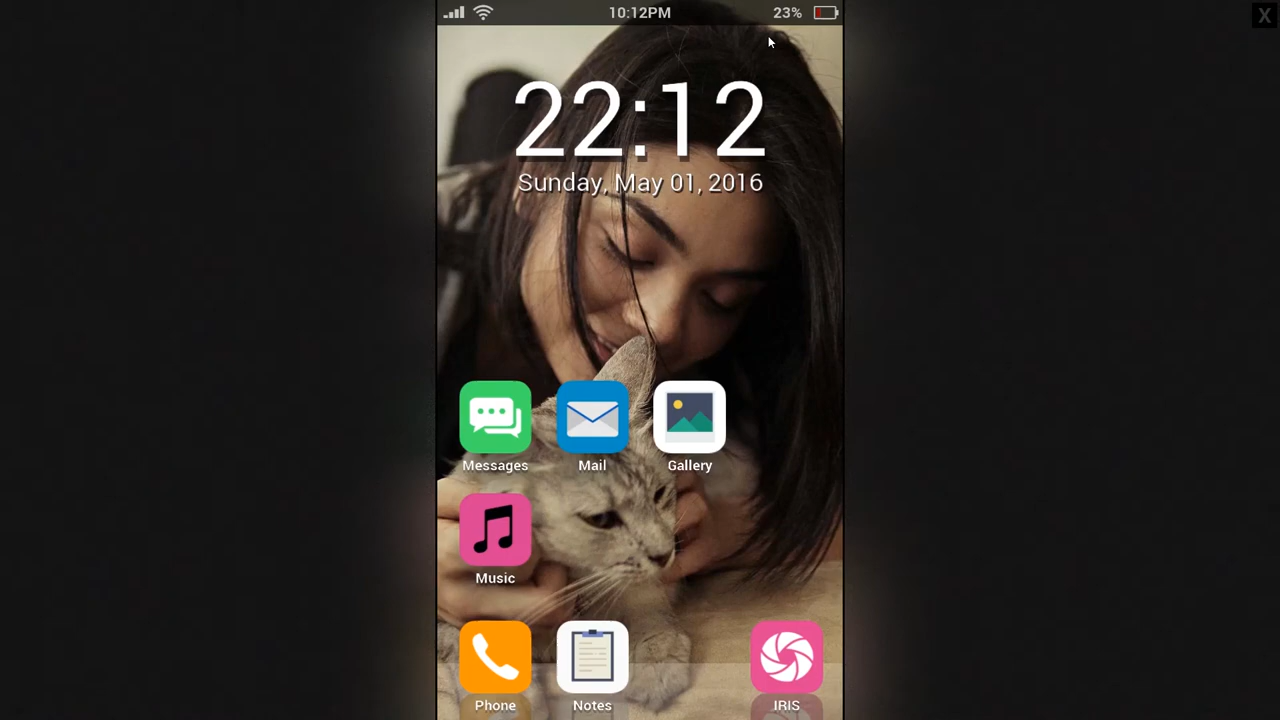 10:12PM 23% X
22:12
Sunday, May 01, 2016
Messages Mail Gallery
Music
Phone Notes IRIS